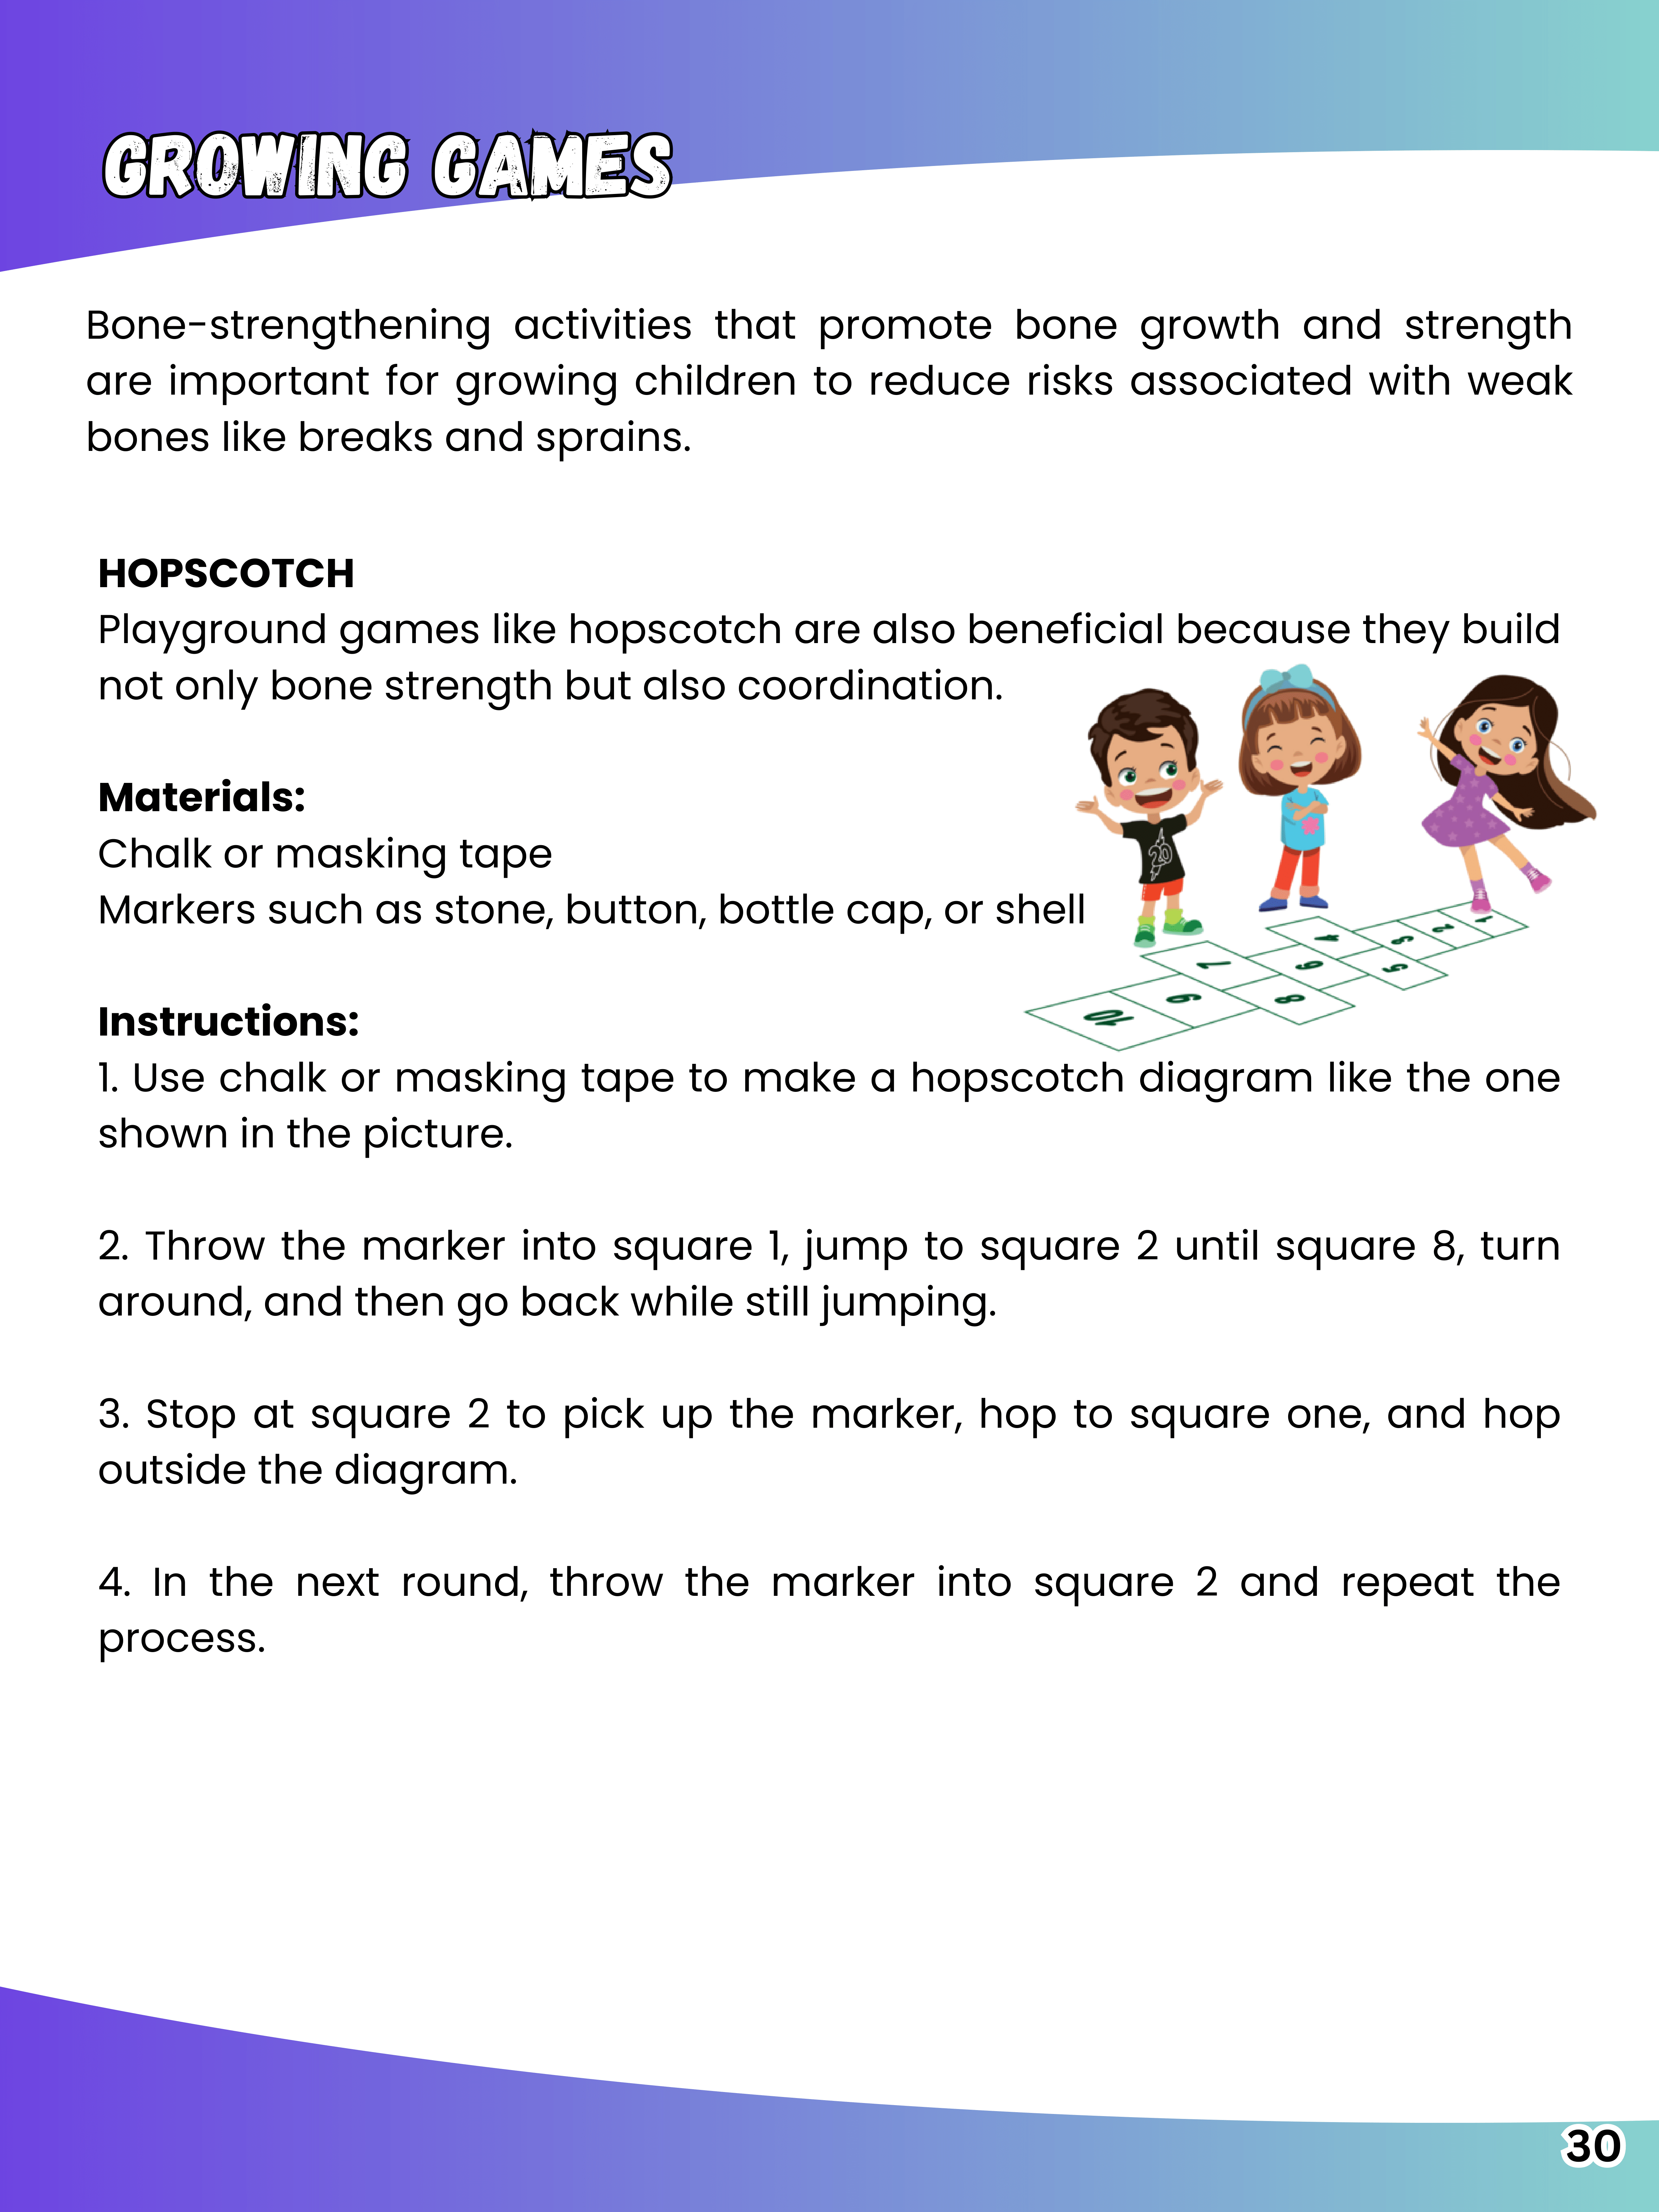 GROWING GAMES
Bone-strengthening activities that promote bone growth and strength
are important for growing children to reduce risks associated with weak
bones like breaks and sprains.
HOPSCOTCH
Playground games like hopscotch are also beneficial because they build
not only bone strength but also coordination.
Materials:
Chalk or masking tape
Markers such as stone, button, bottle cap, or shell
20
1
2
3
4
5
6
7
8
9
10
Instructions:
1. Use chalk or masking tape to make a hopscotch diagram like the one
shown in the picture.
2. Throw the marker into square 1, jump to square 2 until square 8, turn
around, and then go back while still jumping.
3. Stop at square 2 to pick up the marker, hop to square one, and hop
outside the diagram.
4. In the next round, throw the marker into square 2 and repeat the
process.
30